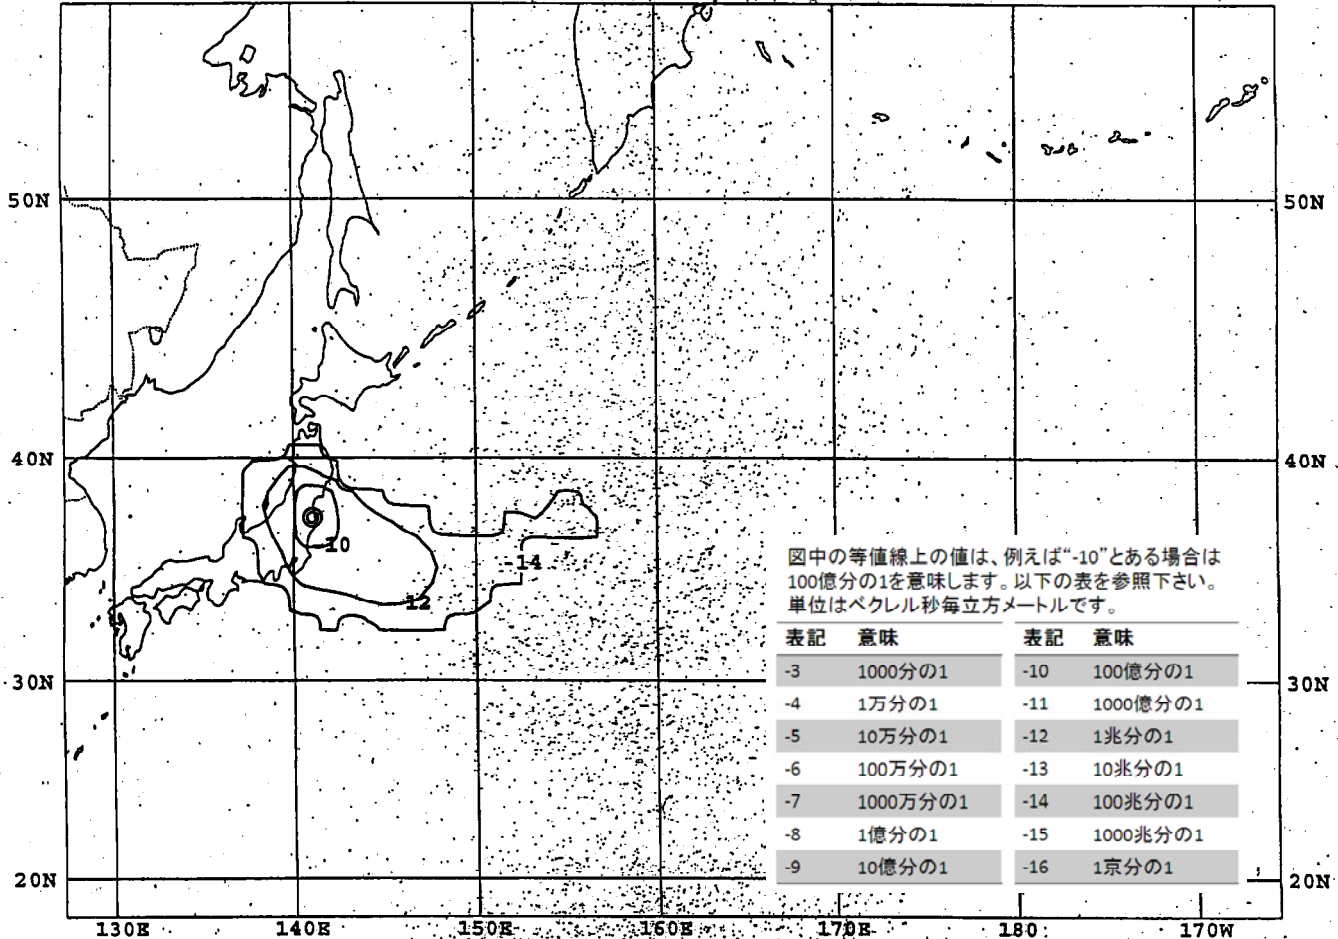 50N
50N
40N
40N
-10
-14
12
図中の等値線上の値は、例えば“-10”とある場合は
100億分の1を意味します。以下の表を参照下さい。
単位はベクレル秒毎立方メートルです。
表記 意味 表記 意味
-3 1000分の1 -10 100億分の1
-4 1万分の1 -11 1000億分の1
-5 10万分の1 -12 1兆分の1
-6 100万分の1 -13 10兆分の1
-7 1000万分の1 -14 100兆分の1
-8 1億分の1 -15 1000兆分の1
-9 10億分の1 -16 1京分の1
30N
30N
20N
20N
130E 140E 150E 160E 170E 180 170W